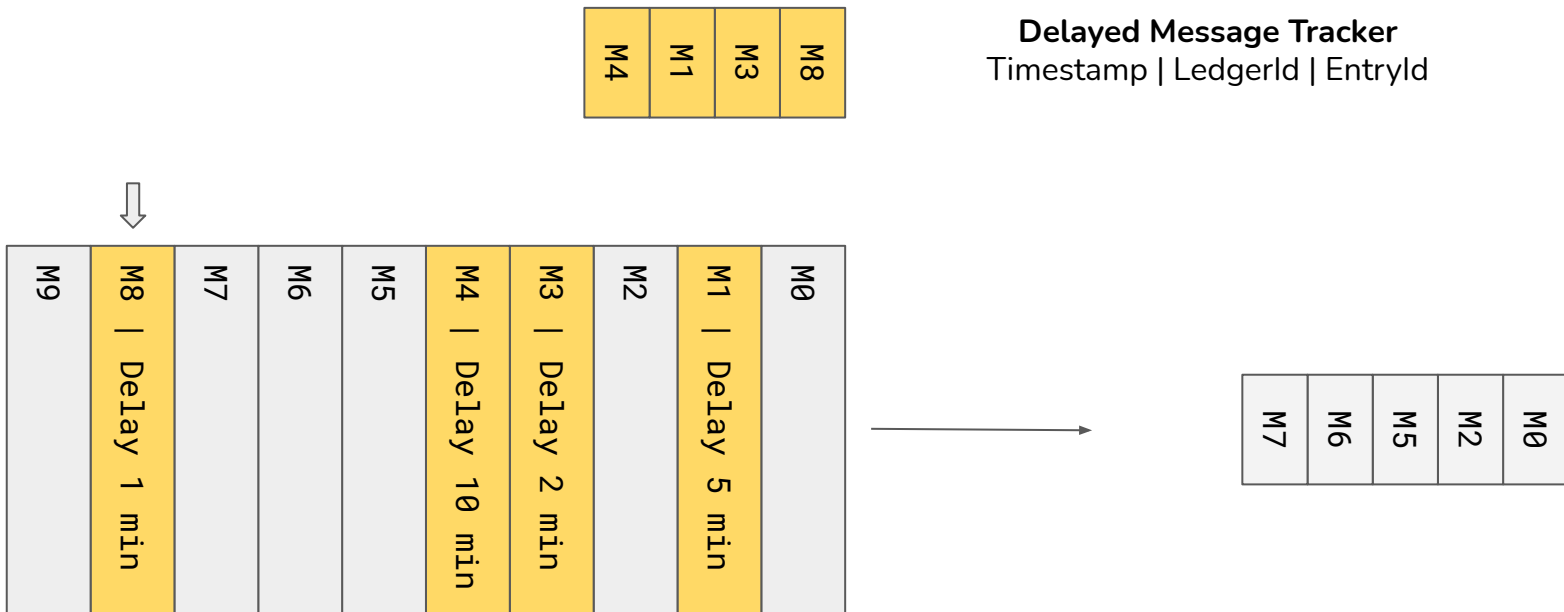 M4
M1
M3
M8
Delayed Message Tracker
Timestamp | LedgerId | EntryId
M9
M8 | Delay 1 min
M7
M6
M5
M4 | Delay 10 min
M3 | Delay 2 min
M2
M1 | Delay 5 min
M0
M7
M6
M5
M2
M0